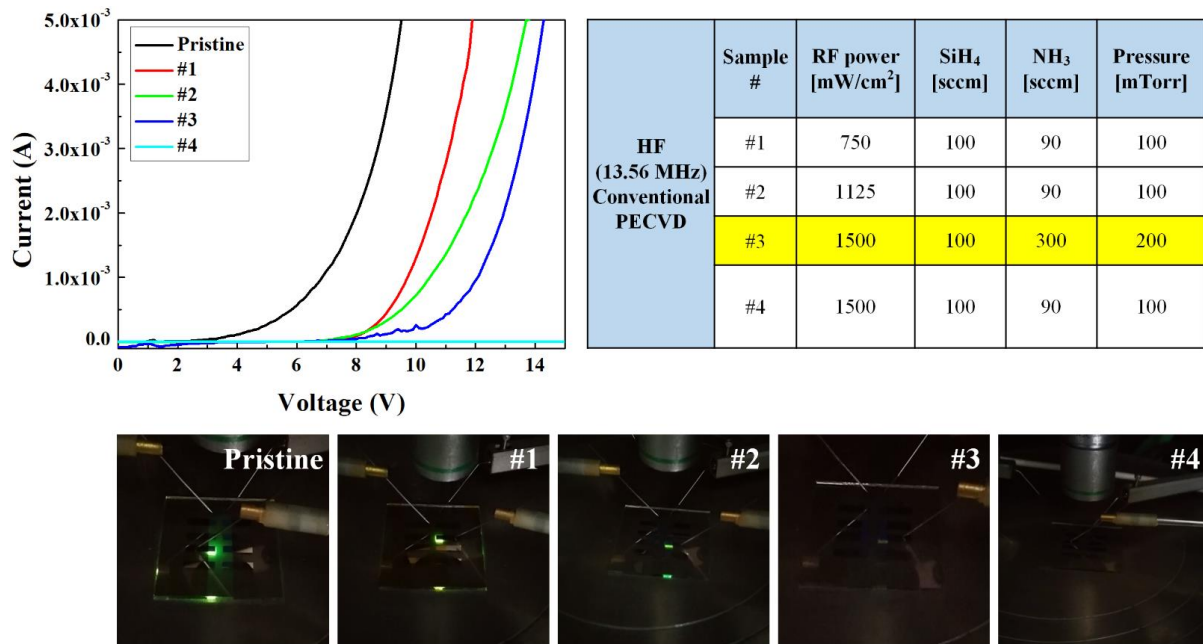 5.0x10-3
4.0x10-3
3.0x10-3
2.0x10-3
1.0x10-3
0.0
Current (A)
Pristine
#1
#2
#3
#4
0 2 4 6 8 10 12 14
Voltage (V)
HF
(13.56 MHz)
Conventional
PECVD
Sample # RF power [mW/cm2] SiH4 [sccm] NH3 [sccm] Pressure [mTorr]
#1 750 100 90 100
#2 1125 100 90 100
#3 1500 100 300 200
#4 1500 100 90 100
Pristine #1 #2 #3 #4